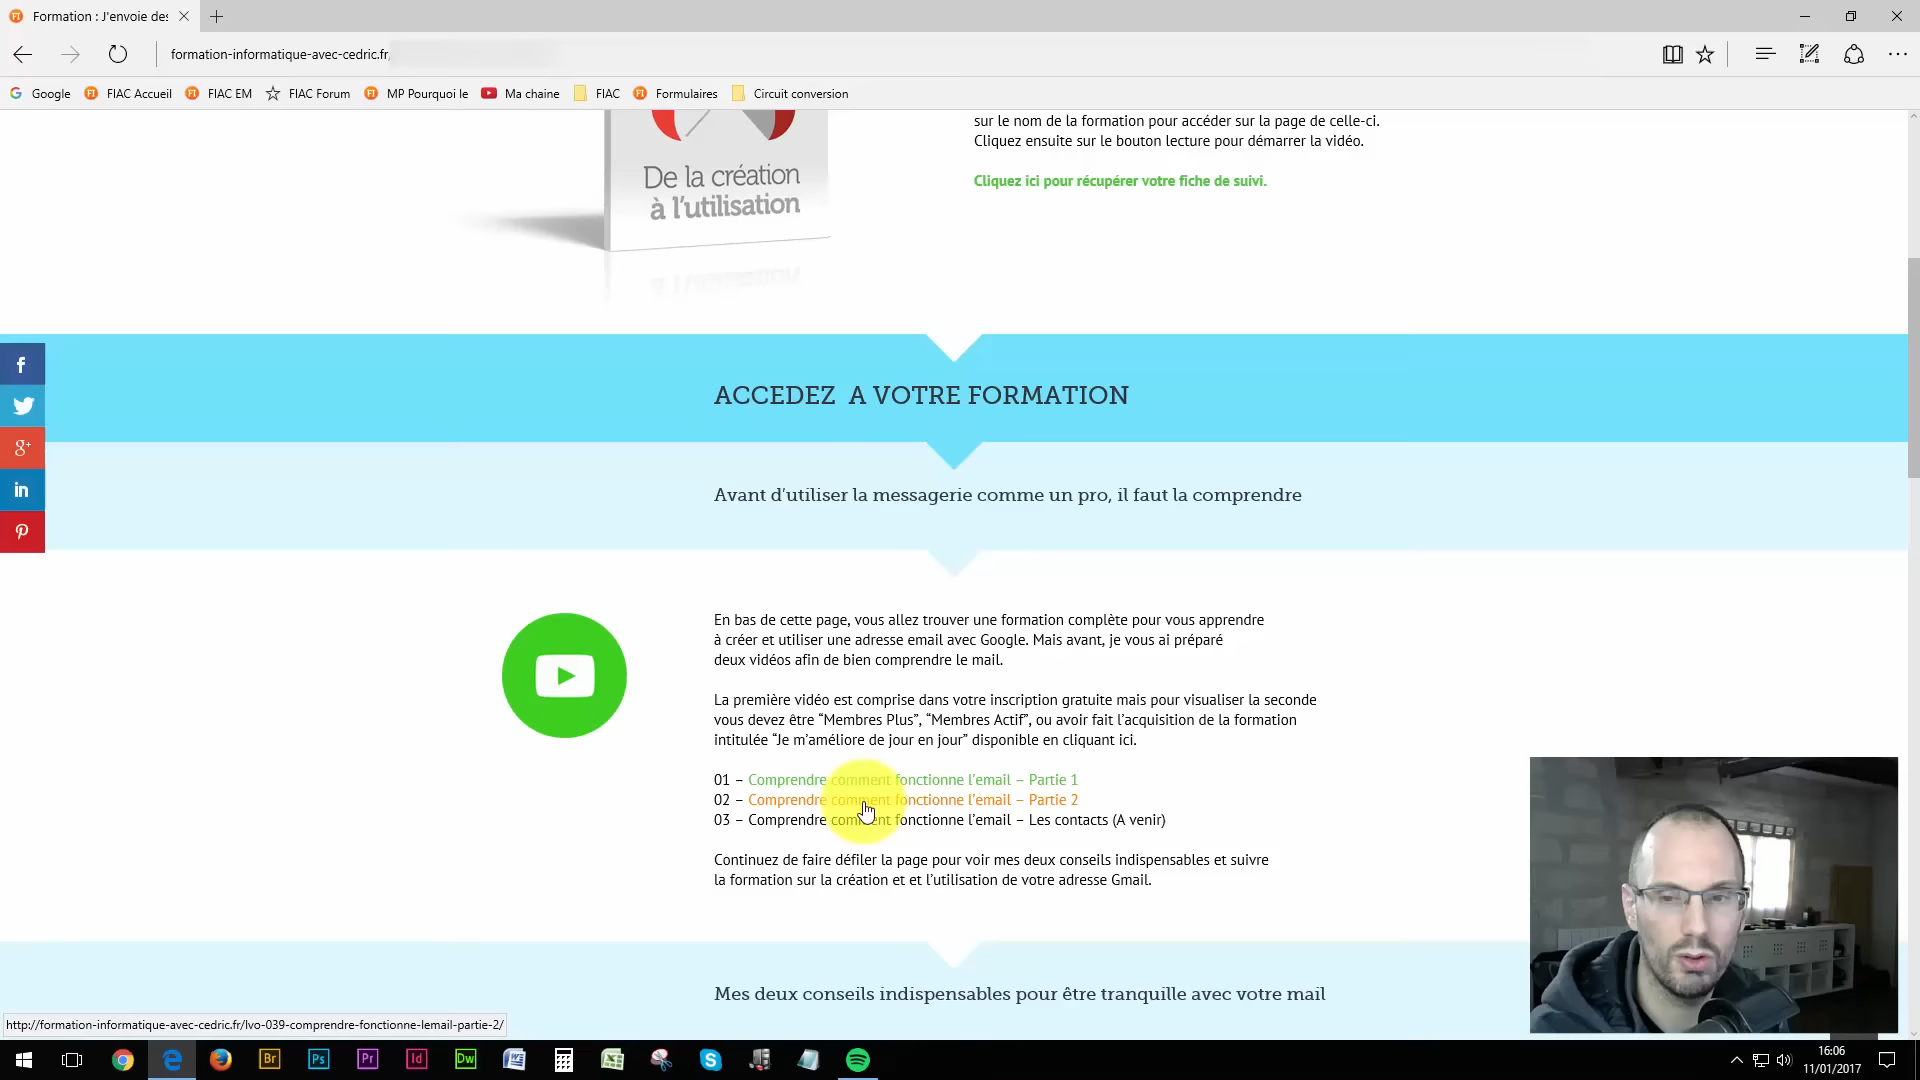 Formation : J'envoie des
formation-informatique-avec-cedric.fr
Google FIAC Accueil FIAC EM FIAC Forum MP Pourquoi le Ma chaine FIAC Formulaires Circuit conversion
De la création
à l'utilisation
sur le nom de la formation pour accéder sur la page de celle-ci.
Cliquez ensuite sur le bouton lecture pour démarrer la vidéo.
Cliquez ici pour récupérer votre fiche de suivi.
ACCEDEZ A VOTRE FORMATION
Avant d'utiliser la messagerie comme un pro, il faut la comprendre
En bas de cette page, vous allez trouver une formation complète pour vous apprendre
à créer et utiliser une adresse email avec Google. Mais avant, je vous ai préparé
deux vidéos afin de bien comprendre le mail.
La première vidéo est comprise dans votre inscription gratuite mais pour visualiser la seconde
vous devez être “Membres Plus”, “Membres Actif”, ou avoir fait l'acquisition de la formation
intitulée “Je m'améliore de jour en jour” disponible en cliquant ici.
01 – Comprendre comment fonctionne l'email – Partie 1
02 – Comprendre comment fonctionne l'email – Partie 2
03 – Comprendre comment fonctionne l'email – Les contacts (A venir)
Continuez de faire défiler la page pour voir mes deux conseils indispensables et suivre
la formation sur la création et et l'utilisation de votre adresse Gmail.
Mes deux conseils indispensables pour être tranquille avec votre mail
http://formation-informatique-avec-cedric.fr/lvo-039-comprendre-fonctionne-lemail-partie-2/
16:06
11/01/2017